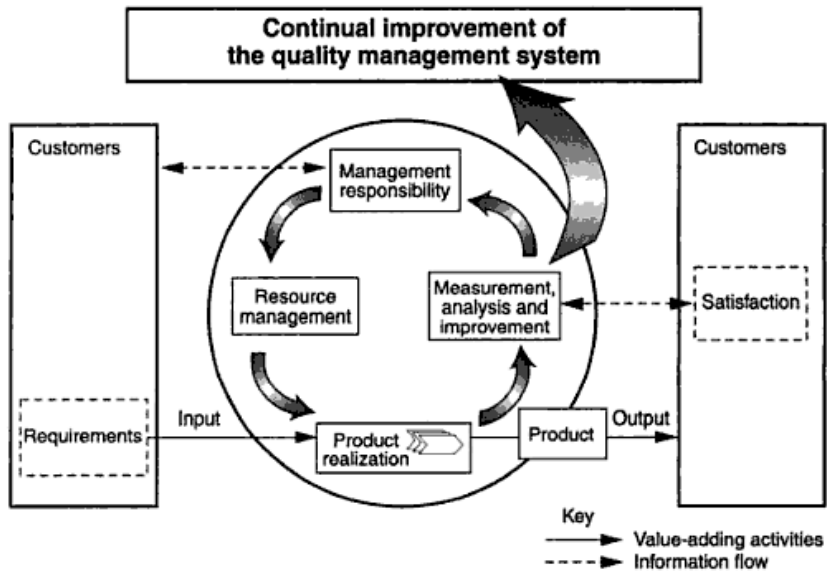 Continual improvement of
the quality management system
Customers
Customers
Management
responsibility
Resource
management
Measurement,
analysis and
improvement
Satisfaction
Requirements
Input
Product
realization
Product
Output
Key
Value-adding activities
Information flow